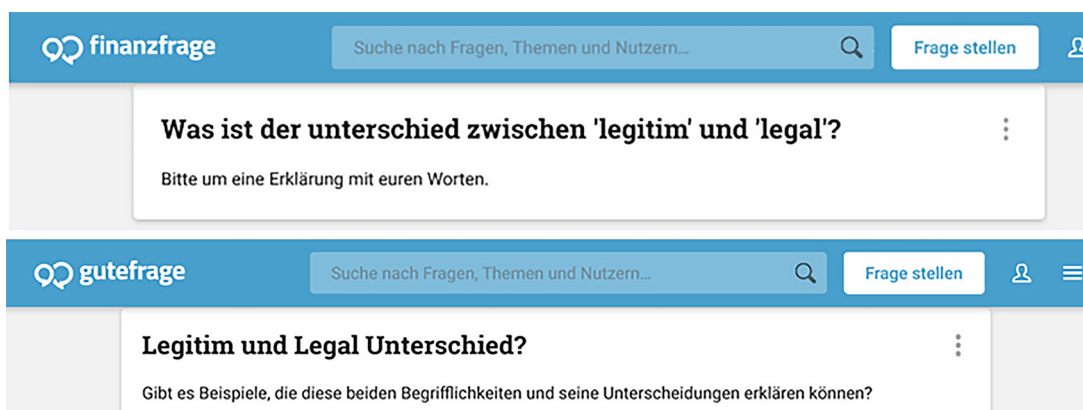 finanzfrage
Suche nach Fragen, Themen und Nutzern...
Frage stellen
Was ist der unterschied zwischen 'legitim' und 'legal'?
Bitte um eine Erklärung mit euren Worten.
gutefrage
Suche nach Fragen, Themen und Nutzern...
Frage stellen
Legitim und Legal Unterschied?
Gibt es Beispiele, die diese beiden Begrifflichkeiten und seine Unterscheidungen erklären können?